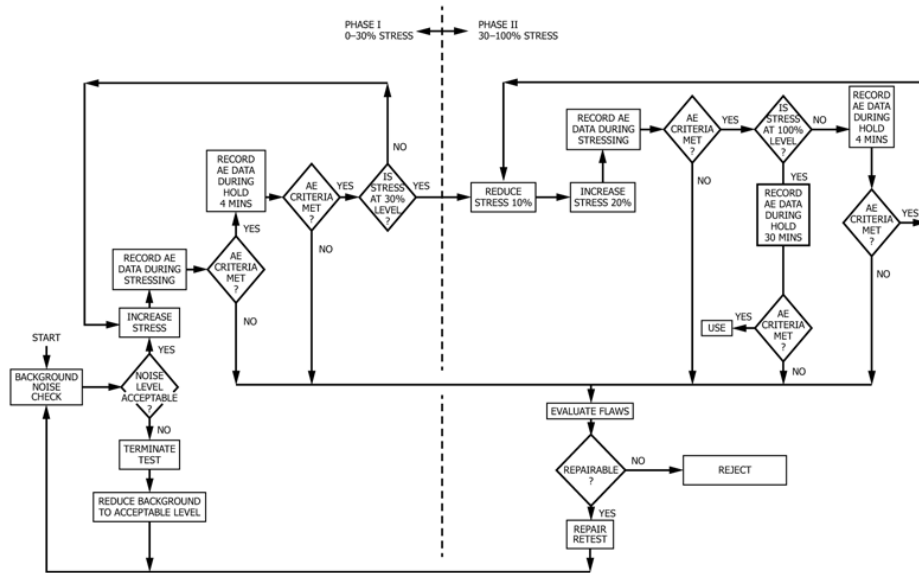 PHASE I
0–30% STRESS
PHASE II
30–100% STRESS
START
BACKGROUND
NOISE
CHECK
NOISE
LEVEL
ACCEPTABLE
?
YES
NO
TERMINATE
TEST
REDUCE BACKGROUND
TO ACCEPTABLE LEVEL
INCREASE
STRESS
RECORD AE
DATA DURING
STRESSING
AE
CRITERIA
MET
?
YES
NO
RECORD
AE DATA
DURING
HOLD
4 MINS
AE
CRITERIA
MET
?
YES
NO
IS
STRESS
AT 30%
LEVEL
?
NO
YES
REDUCE
STRESS 10%
INCREASE
STRESS 20%
RECORD AE
DATA DURING
STRESSING
AE
CRITERIA
MET
?
YES
NO
IS
STRESS
AT 100%
LEVEL
?
NO
YES
RECORD
AE DATA
DURING
HOLD
30 MINS
AE
CRITERIA
MET
?
YES
USE
NO
RECORD
AE DATA
DURING
HOLD
4 MINS
AE
CRITERIA
MET
?
YES
NO
EVALUATE FLAWS
REPAIRABLE
?
NO
REJECT
YES
REPAIR
RETEST